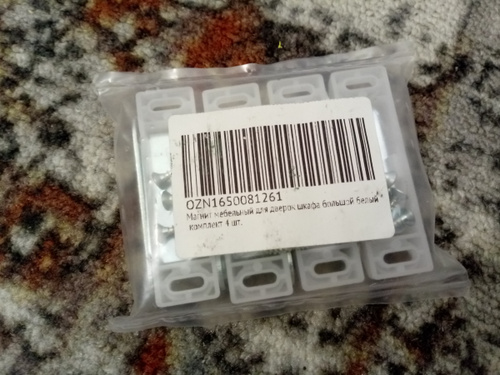 OZN1650081261
Магнит мебельный для дверок шкафа большой белый
комплект 4 шт.